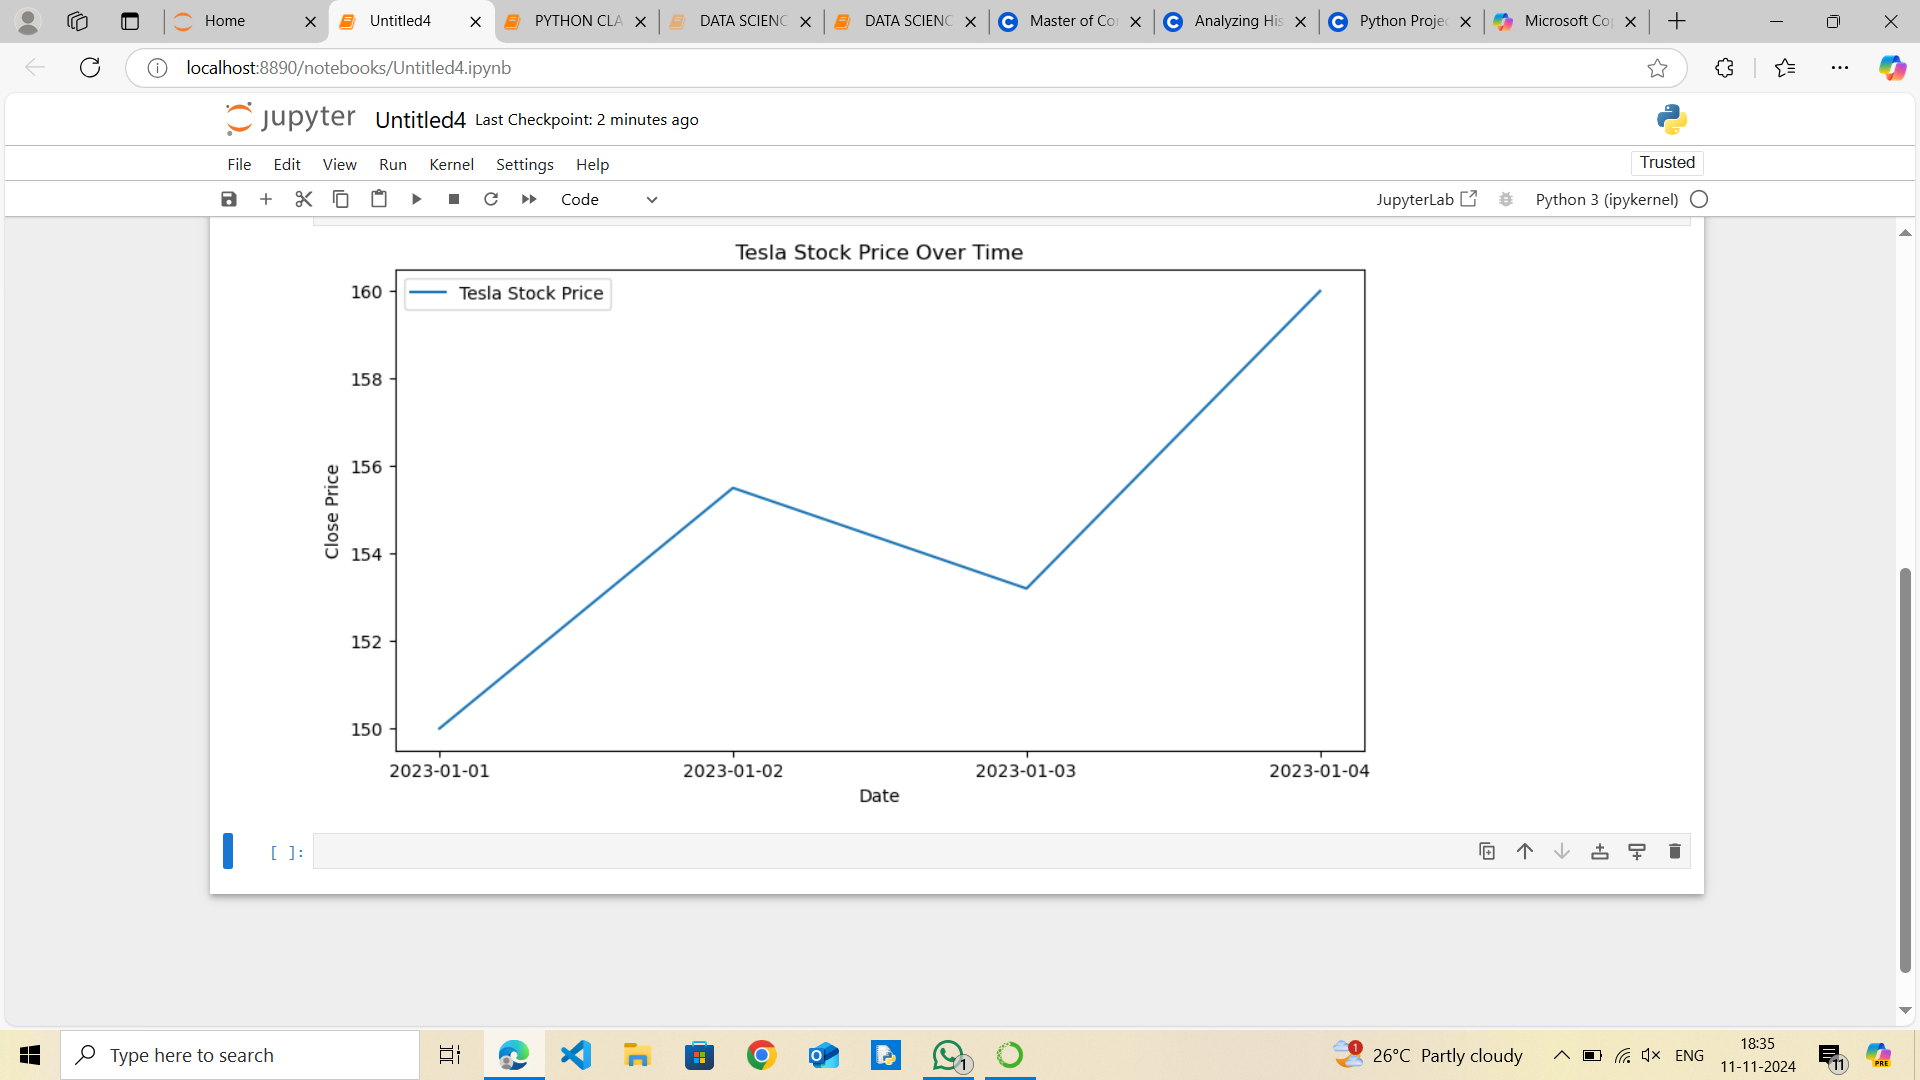 Home
Untitled4
PYTHON CLA
DATA SCIENC
DATA SCIENC
Master of Co
Analyzing His
Python Projec
Microsoft Co
localhost:8890/notebooks/Untitled4.ipynb
jupyter Untitled4 Last Checkpoint: 2 minutes ago
File Edit View Run Kernel Settings Help
Trusted
Code
JupyterLab
Python 3 (ipykernel)
Tesla Stock Price Over Time
Tesla Stock Price
160
158
156
154
152
150
Close Price
2023-01-01 2023-01-02 2023-01-03 2023-01-04
Date
[ ]:
Type here to search
1
1
26°C Partly cloudy
ENG
18:35
11-11-2024
11
PRE